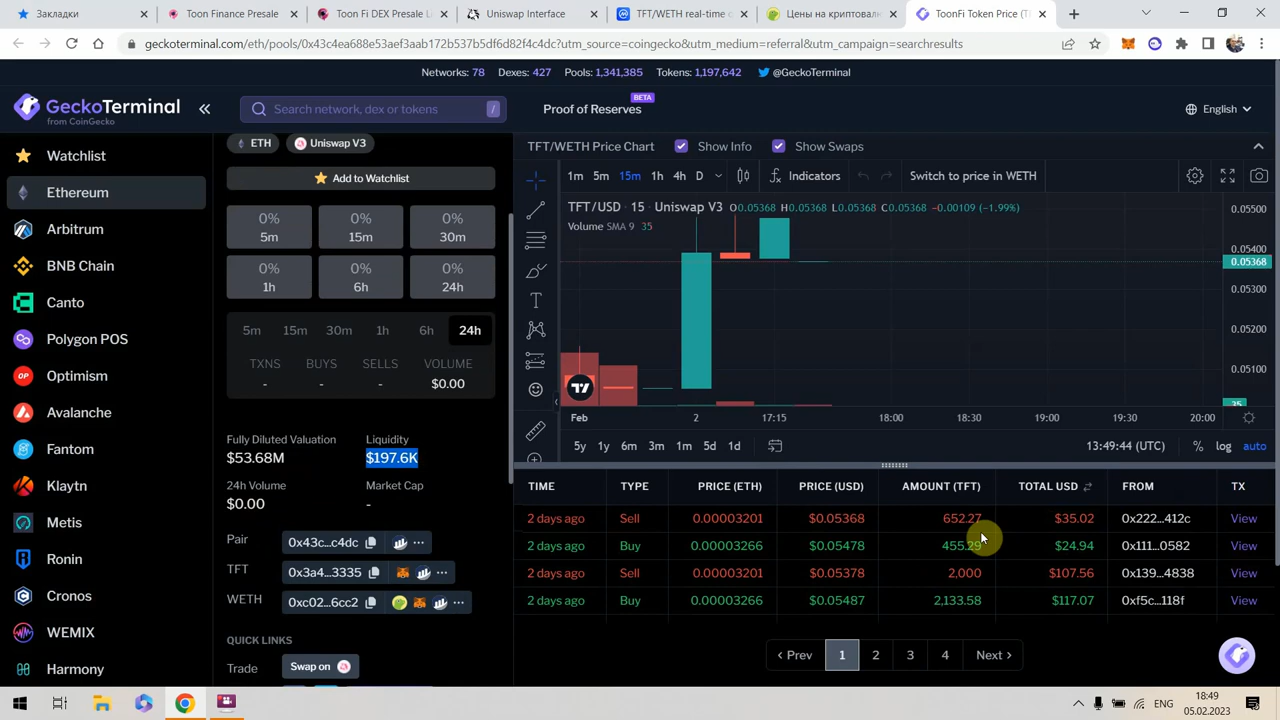 Закладки
Toon Finance Presale
Toon Fi DEX Presale L
Uniswap Interface
TFT/WETH real-time c
Цены на криптовал
ToonFi Token Price (T
geckoterminal.com/eth/pools/0x43c4ea688c53aef3aab172b537b5df6d82f4c4dc?utm_source=coingecko&utm_medium=referral&utm_campaign=searchresults
Networks: 78 Dexes: 427 Pools: 1,341,385 Tokens: 1,197,642 @GeckoTerminal
GeckoTerminal
from CoinGecko
Search network, dex or tokens /
Proof of Reserves
BETA
English
Watchlist
Ethereum
Arbitrum
BNB Chain
Canto
Polygon POS
Optimism
Avalanche
Fantom
Klaytn
Metis
Ronin
Cronos
WEMIX
Harmony
ETH Uniswap V3
Add to Watchlist
0% 0% 0%
5m 15m 30m
0% 0% 0%
1h 6h 24h
5m 15m 30m 1h 6h 24h
TXNS BUYS SELLS VOLUME
- - - $0.00
Fully Diluted Valuation Liquidity
$53.68M $197.6K
24h Volume Market Cap
$0.00 -
Pair 0x43c...c4dc
TFT 0x3a4...3335
WETH 0xc02...6cc2
QUICK LINKS
Trade Swap on
TFT/WETH Price Chart Show Info Show Swaps
1m 5m 15m 1h 4h D Indicators Switch to price in WETH
TFT/USD · 15 · Uniswap V3 O0.05368 H0.05368 L0.05368 C0.05368 −0.00109 (−1.99%)
Volume SMA 9 35
0.05500
0.05400
0.05368
0.05300
0.05200
0.05100
35
Feb 2 17:15 18:00 18:30 19:00 19:30 20:00
5y 1y 6m 3m 1m 5d 1d 13:49:44 (UTC) % log auto
TIME TYPE PRICE (ETH) PRICE (USD) AMOUNT (TFT) TOTAL USD FROM TX
2 days ago Sell 0.00003201 $0.05368 652.27 $35.02 0x222...412c View
2 days ago Buy 0.00003266 $0.05478 455.29 $24.94 0x111...0582 View
2 days ago Sell 0.00003201 $0.05378 2,000 $107.56 0x139...4838 View
2 days ago Buy 0.00003266 $0.05487 2,133.58 $117.07 0xf5c...118f View
Prev 1 2 3 4 Next
ENG
18:49
05.02.2023